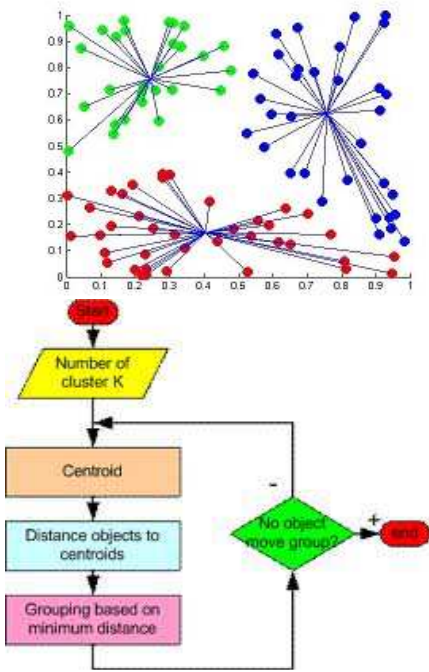 1
0.9
0.8
0.7
0.6
0.5
0.4
0.3
0.2
0.1
0
0 0.1 0.2 0.3 0.4 0.5 0.6 0.7 0.8 0.9 1
Start
Number of
cluster K
Centroid
-
No object
move group?
+
end
Distance objects to
centroids
Grouping based on
minimum distance